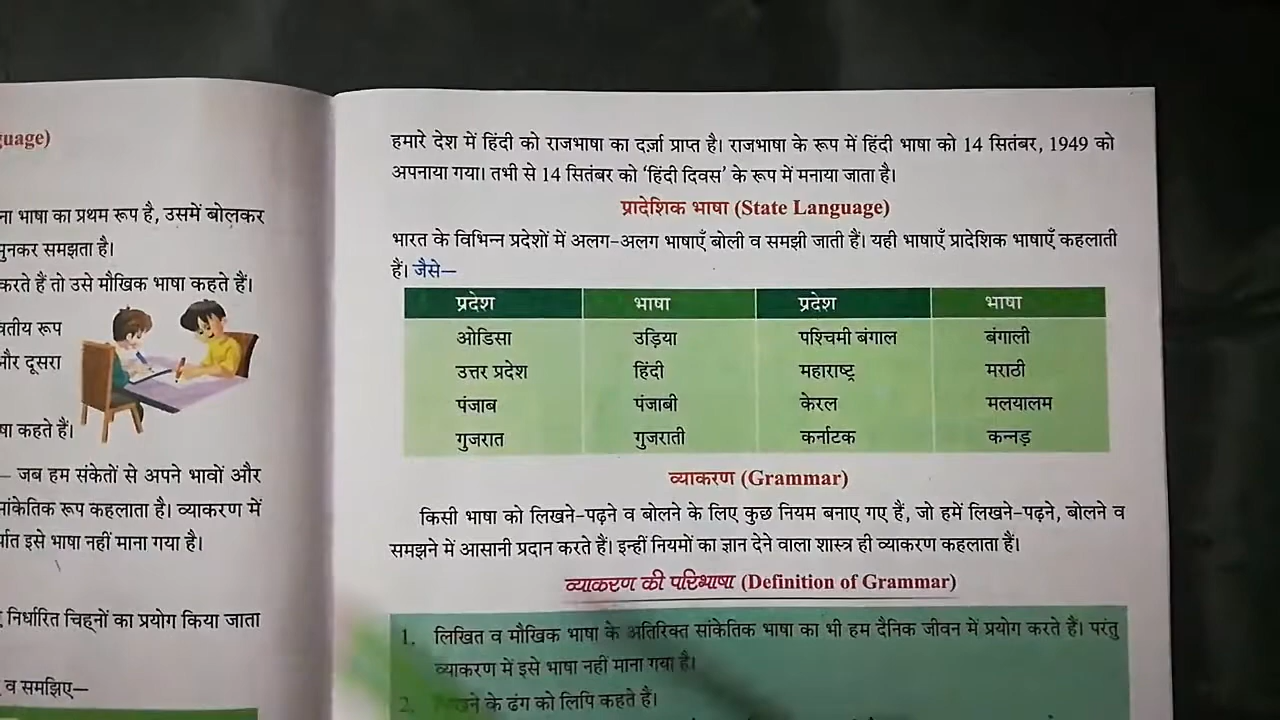 guage)
ना भाषा का प्रथम रूप है, उसमें बोलकर
सुनकर समझता है।
करते हैं तो उसे मौखिक भाषा कहते हैं।
रूप
और दूसरा
कहते हैं।
– जब हम संकेतों से अपने भावों और
सांकेतिक रूप कहलाता है। व्याकरण में
इसे भाषा नहीं माना गया है।
निर्धारित चिह्नों का प्रयोग किया जाता
व समझिए–
हमारे देश में हिंदी को राजभाषा का दर्ज़ा प्राप्त है। राजभाषा के रूप में हिंदी भाषा को 14 सितंबर, 1949 को
अपनाया गया। तभी से 14 सितंबर को ‘हिंदी दिवस’ के रूप में मनाया जाता है।
प्रादेशिक भाषा (State Language)
भारत के विभिन्न प्रदेशों में अलग-अलग भाषाएँ बोली व समझी जाती हैं। यही भाषाएँ प्रादेशिक भाषाएँ कहलाती
हैं। जैसे–
प्रदेश भाषा प्रदेश भाषा
ओडिसा उड़िया पश्चिमी बंगाल बंगाली
उत्तर प्रदेश हिंदी महाराष्ट्र मराठी
पंजाब पंजाबी केरल मलयालम
गुजरात गुजराती कर्नाटक कन्नड़
व्याकरण (Grammar)
किसी भाषा को लिखने-पढ़ने व बोलने के लिए कुछ नियम बनाए गए हैं, जो हमें लिखने-पढ़ने, बोलने व
समझने में आसानी प्रदान करते हैं। इन्हीं नियमों का ज्ञान देने वाला शास्त्र ही व्याकरण कहलाता हैं।
व्याकरण की परिभाषा (Definition of Grammar)
1. लिखित व मौखिक भाषा के अतिरिक्त सांकेतिक भाषा का भी हम दैनिक जीवन में प्रयोग करते हैं। परंतु
व्याकरण में इसे भाषा नहीं माना गया है।
2. के ढंग को लिपि कहते हैं।